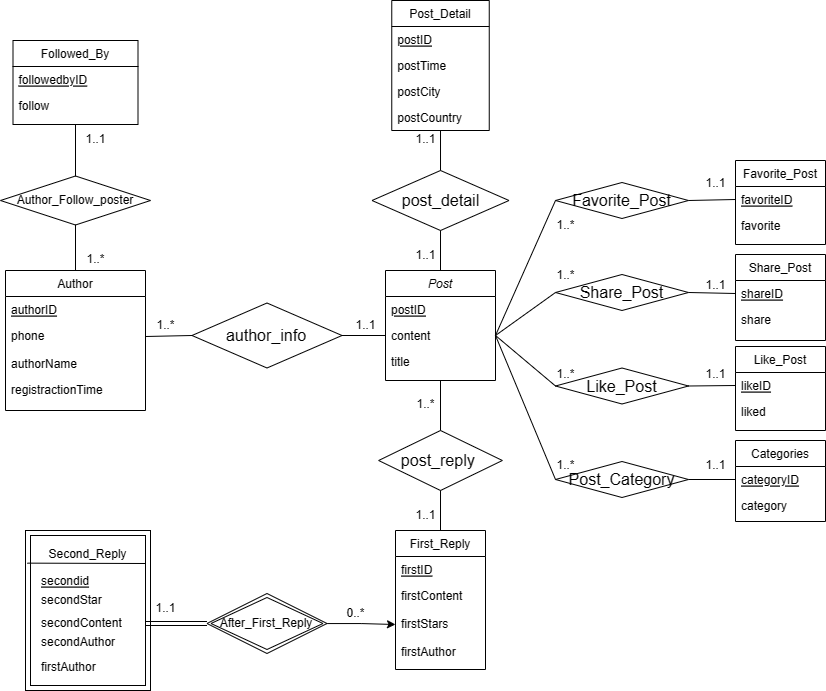 Post_Detail
postID
postTime
postCity
postCountry
1..1
Followed_By
followedbyID
follow
1..1
Author_Follow_poster
1..*
post_detail
1..1
Favorite_Post
1..*
1..1
Favorite_Post
favoriteID
favorite
Author
authorID
phone
authorName
registractionTime
1..*
author_info
1..1
Post
postID
content
title
1..*
Share_Post
1..1
Share_Post
shareID
share
1..*
Like_Post
1..1
Like_Post
likeID
liked
1..*
Post_Category
1..1
Categories
categoryID
category
1..*
post_reply
1..1
First_Reply
firstID
firstContent
firstStars
firstAuthor
Second_Reply
secondid
secondStar
secondContent
secondAuthor
firstAuthor
1..1
After_First_Reply
0..*